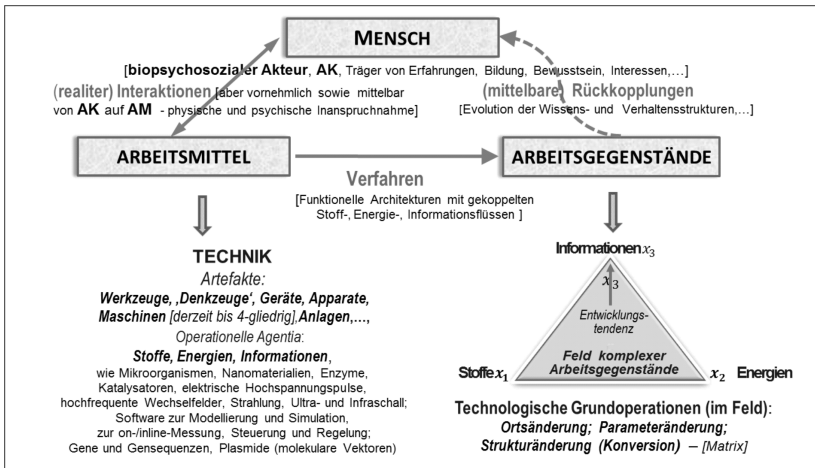 MENSCH
[biopsychosozialer Akteur, AK, Träger von Erfahrungen, Bildung, Bewusstsein, Interessen,…]
(realiter) Interaktionen [aber vornehmlich sowie mittelbar
von AK auf AM - physische und psychische Inanspruchnahme]
(mittelbare) Rückkopplungen
[Evolution der Wissens- und Verhaltensstrukturen,…]
ARBEITSMITTEL
ARBEITSGEGENSTÄNDE
Verfahren
[Funktionelle Architekturen mit gekoppelten
Stoff-, Energie-, Informationsflüssen ]
TECHNIK
Artefakte:
Werkzeuge, ‚Denkzeuge‘, Geräte, Apparate,
Maschinen [derzeit bis 4-gliedrig],Anlagen,…,
Operationelle Agentia:
Stoffe, Energien, Informationen,
wie Mikroorganismen, Nanomaterialien, Enzyme,
Katalysatoren, elektrische Hochspannungspulse,
hochfrequente Wechselfelder, Strahlung, Ultra- und Infraschall;
Software zur Modellierung und Simulation,
zur on-/inline-Messung, Steuerung und Regelung;
Gene und Gensequenzen, Plasmide (molekulare Vektoren)
Informationen x₃
x₃
Entwicklungs-
tendenz
Feld komplexer
Arbeitsgegenstände
Stoffe x₁
x₂ Energien
Technologische Grundoperationen (im Feld):
Ortsänderung; Parameteränderung;
Strukturänderung (Konversion) – [Matrix]